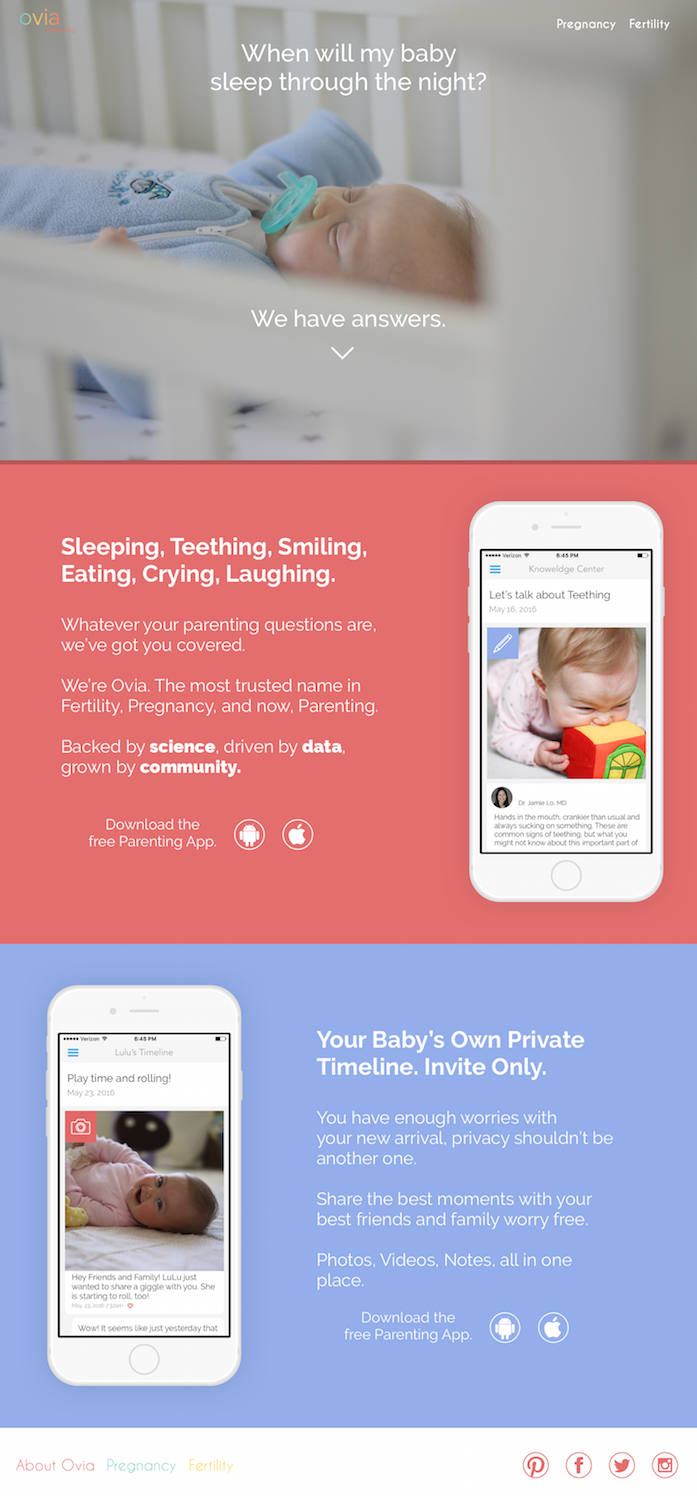 ovia
Pregnancy Fertility
When will my baby
sleep through the night?
We have answers.
Sleeping, Teething, Smiling,
Eating, Crying, Laughing.
Whatever your parenting questions are,
we've got you covered.
We're Ovia. The most trusted name in
Fertility, Pregnancy, and now, Parenting.
Backed by science, driven by data,
grown by community.
Download the
free Parenting App.
Verizon 6:45 PM
Knoweldge Center
Let's talk about Teething
May 16, 2016
Dr. Jamie Lo, MD
Hands in the mouth, crankier than usual and
always sucking on something. These are
common signs of teething, but what you
might not know about this important part of
Verizon 6:45 PM
Lulu's Timeline
Play time and rolling!
May 23, 2016
Hey Friends and Family! LuLu just
wanted to share a giggle with you. She
is starting to roll, too!
May, 23, 2016 7:32am
Wow! It seems like just yesterday that
Your Baby's Own Private
Timeline. Invite Only.
You have enough worries with
your new arrival, privacy shouldn't be
another one.
Share the best moments with your
best friends and family worry free.
Photos, Videos, Notes, all in one
place.
Download the
free Parenting App.
About Ovia Pregnancy Fertility